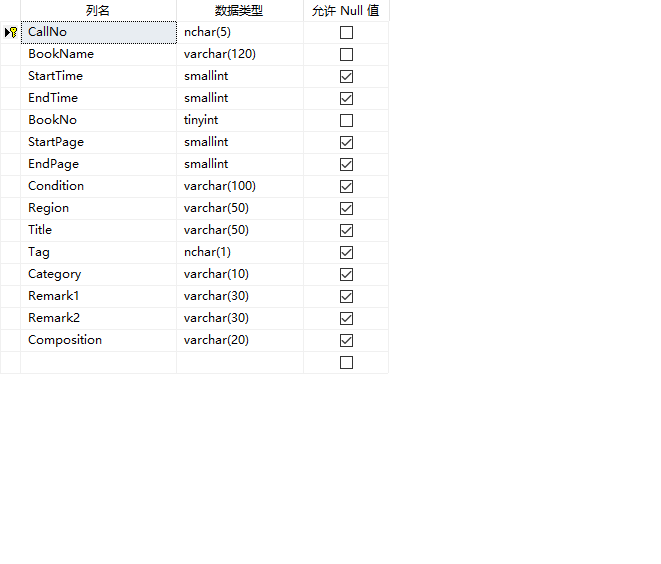 列名 数据类型 允许 Null 值
CallNo nchar(5)
BookName varchar(120)
StartTime smallint
EndTime smallint
BookNo tinyint
StartPage smallint
EndPage smallint
Condition varchar(100)
Region varchar(50)
Title varchar(50)
Tag nchar(1)
Category varchar(10)
Remark1 varchar(30)
Remark2 varchar(30)
Composition varchar(20)